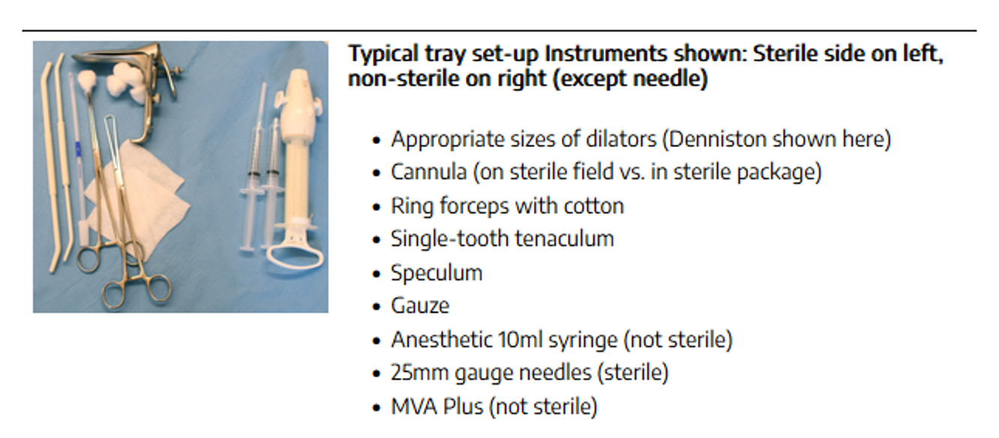 Typical tray set-up Instruments shown: Sterile side on left,
non-sterile on right (except needle)
• Appropriate sizes of dilators (Denniston shown here)
• Cannula (on sterile field vs. in sterile package)
• Ring forceps with cotton
• Single-tooth tenaculum
• Speculum
• Gauze
• Anesthetic 10ml syringe (not sterile)
• 25mm gauge needles (sterile)
• MVA Plus (not sterile)